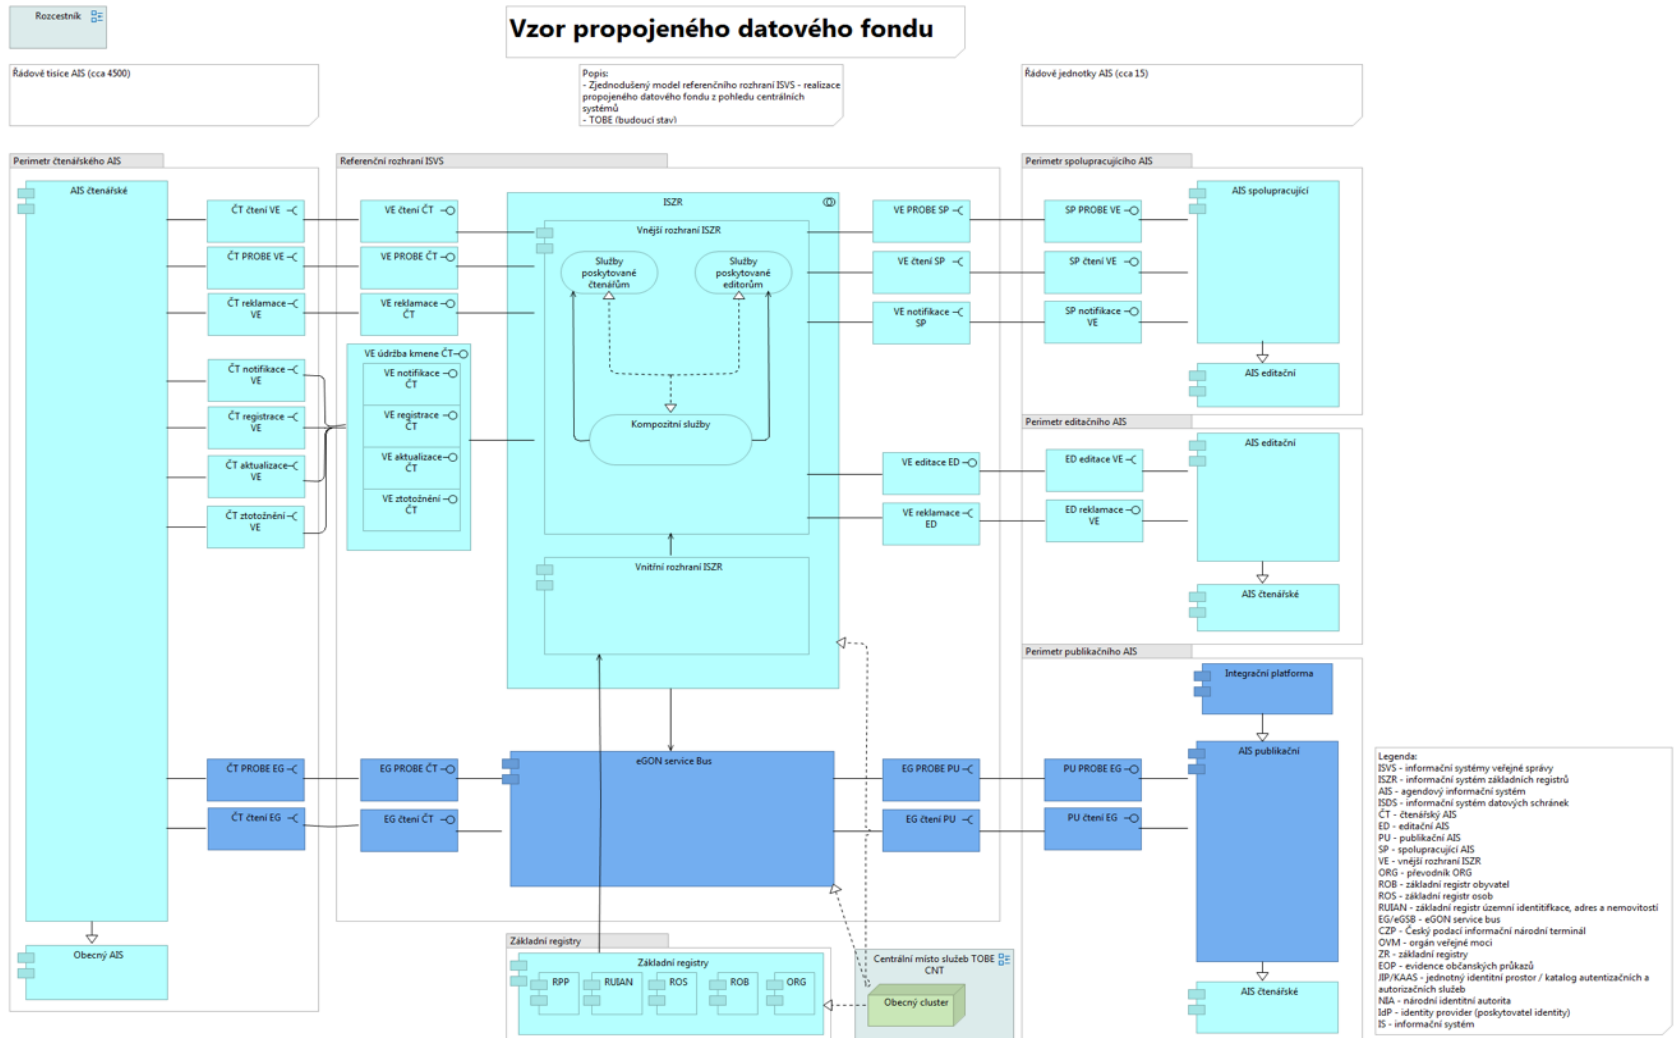 Rozcestník
Vzor propojeného datového fondu
Řádově tisíce AIS (cca 4500)
Popis:
- Zjednodušený model referenčního rozhraní ISVS - realizace
propojeného datového fondu z pohledu centrálních
systémů
- TOBE (budoucí stav)
Řádově jednotky AIS (cca 15)
Perimetr čtenářského AIS
AIS čtenářské
ČT čtení VE
ČT PROBE VE
ČT reklamace
VE
ČT notifikace
VE
ČT registrace
VE
ČT aktualizace
VE
ČT ztotožnění
VE
ČT PROBE EG
ČT čtení EG
Obecný AIS
Referenční rozhraní ISVS
VE čtení ČT
VE PROBE ČT
VE reklamace
ČT
VE údržba kmene ČT
VE notifikace
ČT
VE registrace
ČT
VE aktualizace
ČT
VE ztotožnění
ČT
EG PROBE ČT
EG čtení ČT
ISZR
Vnější rozhraní ISZR
Služby
poskytované
čtenářům
Služby
poskytované
editorům
Kompozitní služby
Vnitřní rozhraní ISZR
eGON service Bus
VE PROBE SP
VE čtení SP
VE notifikace
SP
VE editace ED
VE reklamace
ED
EG PROBE PU
EG čtení PU
Perimetr spolupracujícího AIS
SP PROBE VE
SP čtení VE
SP notifikace
VE
AIS spolupracující
AIS editační
Perimetr editačního AIS
ED editace VE
ED reklamace
VE
AIS editační
AIS čtenářské
Perimetr publikačního AIS
Integrační platforma
AIS publikační
PU PROBE EG
PU čtení EG
AIS čtenářské
Základní registry
Základní registry
RPP
RUIAN
ROS
ROB
ORG
Centrální místo služeb TOBE
CNT
Obecný cluster
Legenda:
ISVS - informační systémy veřejné správy
ISZR - informační systém základních registrů
AIS - agendový informační systém
ISDS - informační systém datových schránek
ČT - čtenářský AIS
ED - editační AIS
PU - publikační AIS
SP - spolupracující AIS
VE - vnější rozhraní ISZR
ORG - převodník ORG
ROB - základní registr obyvatel
ROS - základní registr osob
RUIAN - základní registr územní identitifkace, adres a nemovitostí
EG/eGSB - eGON service bus
CZP - Český podací informační národní terminál
OVM - orgán veřejné moci
ZR - základní registry
EOP - evidence občanských průkazů
JIP/KAAS - jednotný identitní prostor / katalog autentizačních a
autorizačních služeb
NIA - národní identitní autorita
IdP - identity provider (poskytovatel identity)
IS - informační systém